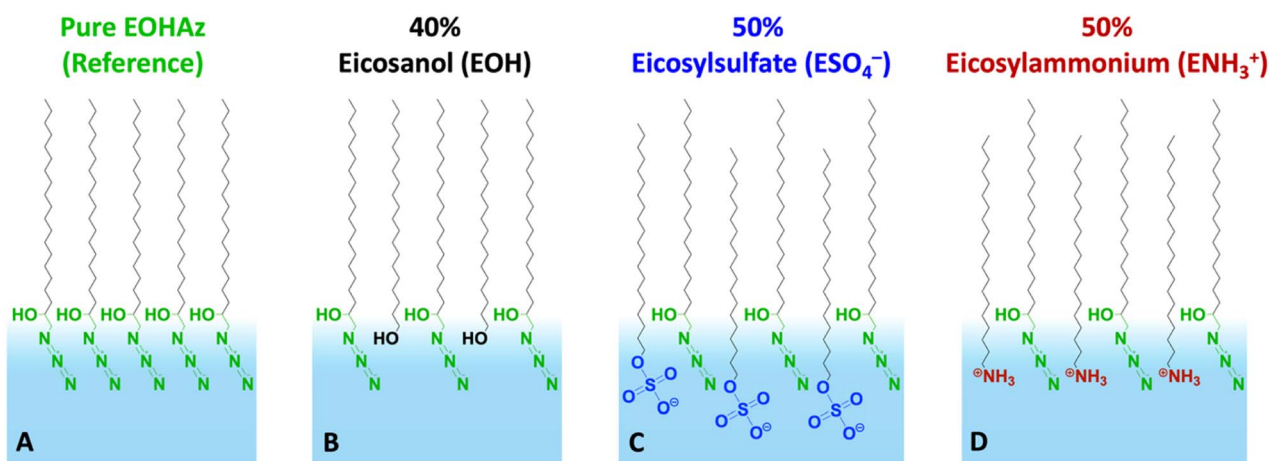 Pure EOHAz
(Reference)
40%
Eicosanol (EOH)
50%
Eicosylsulfate (ESO₄⁻)
50%
Eicosylammonium (ENH₃⁺)
HO HO HO HO HO
N N N N N
N N N N N
N N N N N
A
HO HO HO
N HO N HO N
N N N
N N N
B
HO HO HO
N N N
O N N N
S O N O N O N
O O⊖ O S O O S O
O⊖ O⊖
C
HO HO HO
N N N
N N N
⊕NH₃ N ⊕NH₃ N ⊕NH₃ N
D